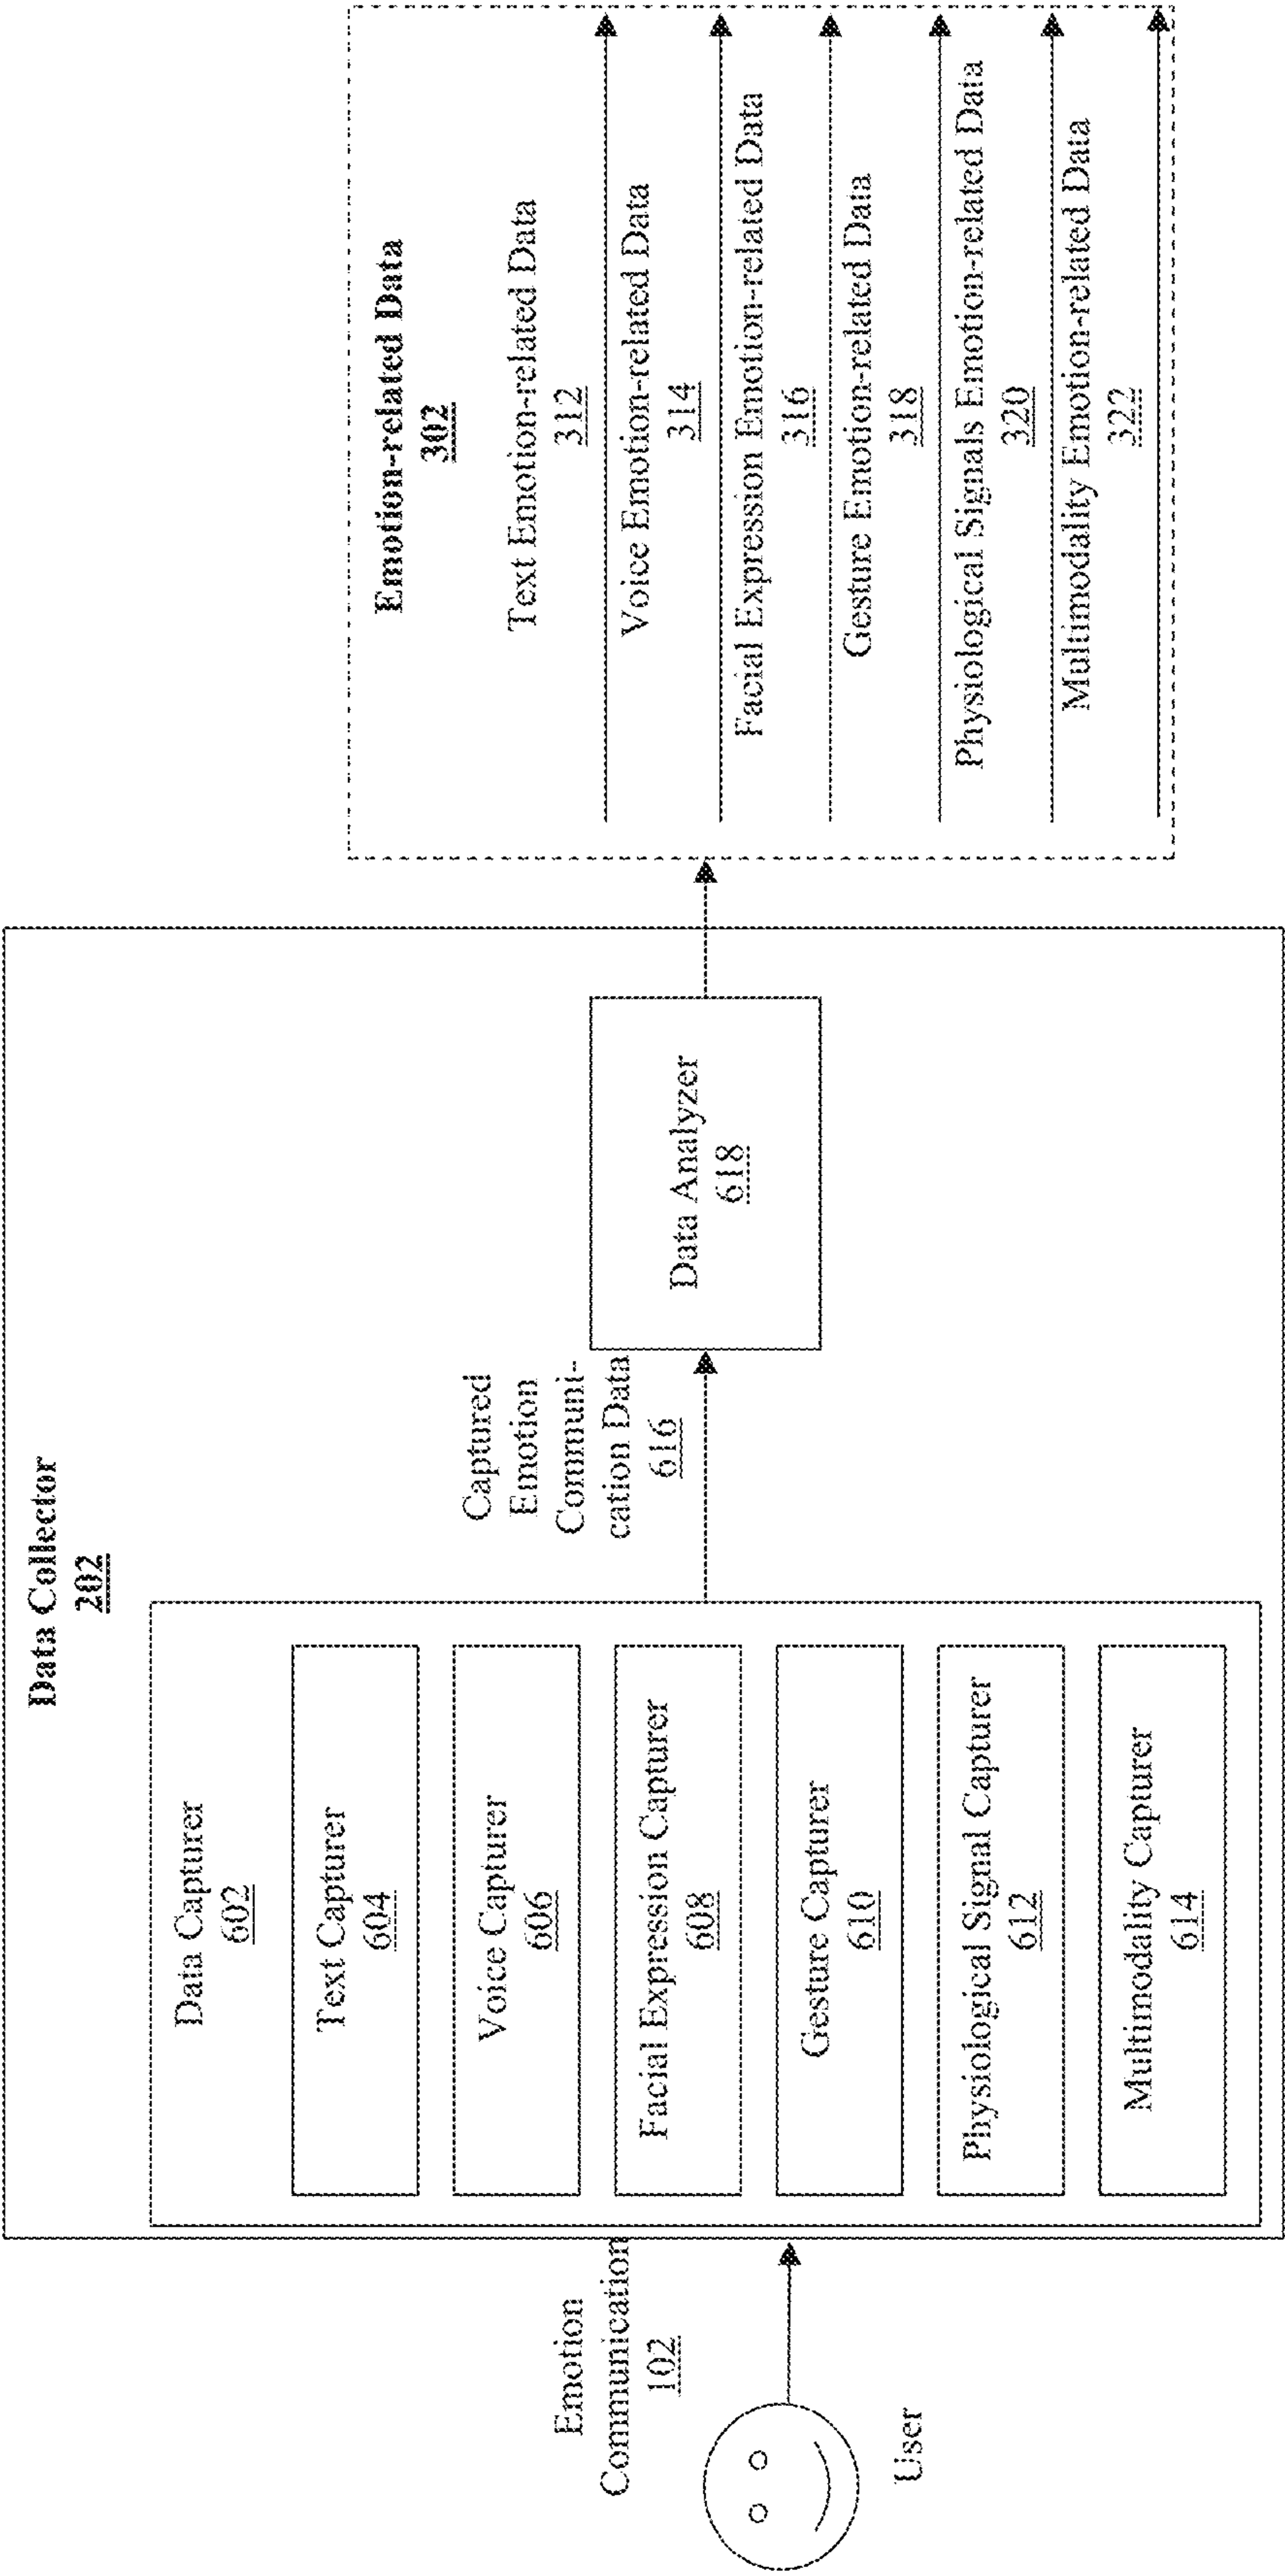 Data Collector
202
Emotion
Communication
102
User
Data Capturer
602
Text Capturer
604
Voice Capturer
606
Facial Expression Capturer
608
Gesture Capturer
610
Physiological Signal Capturer
612
Multimodality Capturer
614
Captured
Emotion
Communi-
cation Data
616
Data Analyzer
618
Emotion-related Data
302
Text Emotion-related Data
312
Voice Emotion-related Data
314
Facial Expression Emotion-related Data
316
Gesture Emotion-related Data
318
Physiological Signals Emotion-related Data
320
Multimodality Emotion-related Data
322